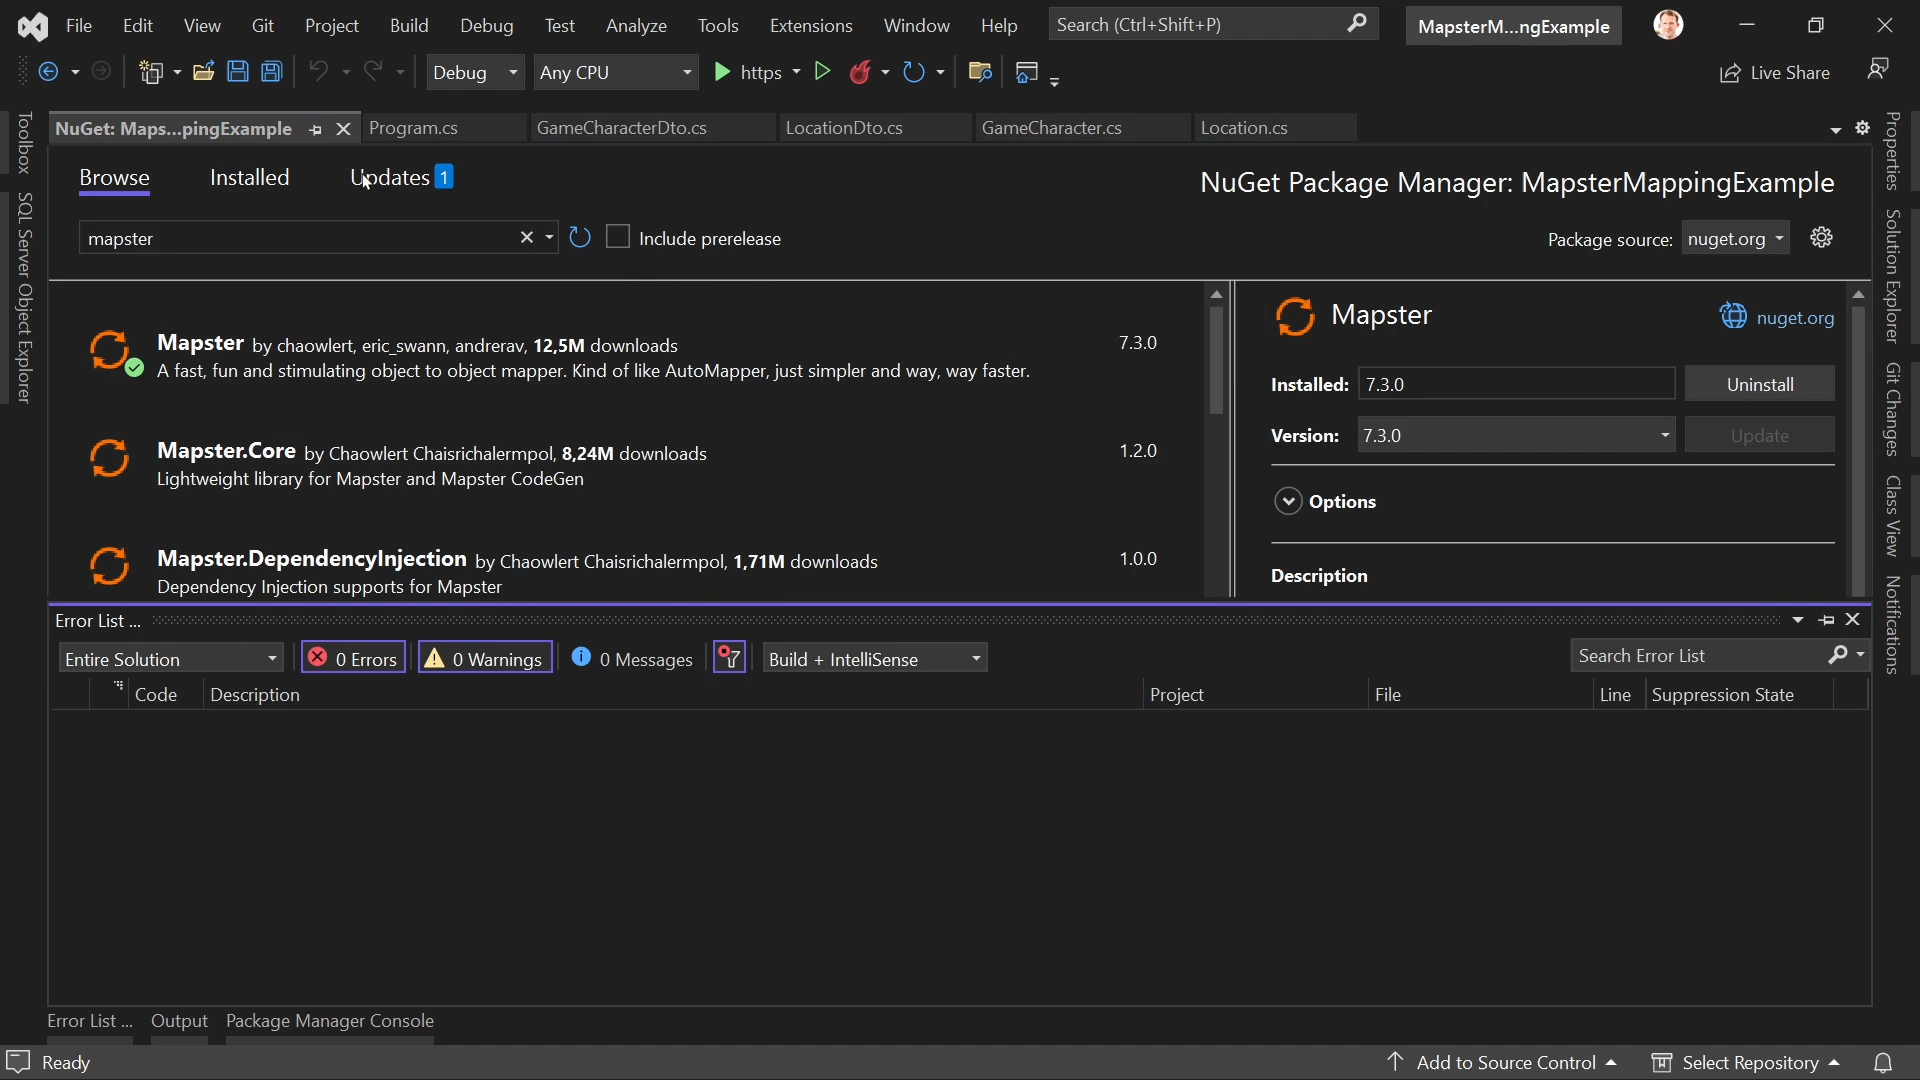 File Edit View Git Project Build Debug Test Analyze Tools Extensions Window Help Search (Ctrl+Shift+P) MapsterM...ngExample
Debug Any CPU https Live Share
NuGet: Maps...pingExample Program.cs GameCharacterDto.cs LocationDto.cs GameCharacter.cs Location.cs
Toolbox
SQL Server Object Explorer
Browse Installed Updates 1
NuGet Package Manager: MapsterMappingExample
mapster Include prerelease
Package source: nuget.org
Mapster by chaowlert, eric_swann, andrerav, 12,5M downloads 7.3.0
A fast, fun and stimulating object to object mapper. Kind of like AutoMapper, just simpler and way, way faster.
Mapster.Core by Chaowlert Chaisrichalermpol, 8,24M downloads 1.2.0
Lightweight library for Mapster and Mapster CodeGen
Mapster.DependencyInjection by Chaowlert Chaisrichalermpol, 1,71M downloads 1.0.0
Dependency Injection supports for Mapster
Mapster nuget.org
Installed: 7.3.0 Uninstall
Version: 7.3.0 Update
Options
Description
Properties
Solution Explorer
Git Changes
Class View
Notifications
Error List ...
Entire Solution 0 Errors 0 Warnings 0 Messages Build + IntelliSense Search Error List
Code Description Project File Line Suppression State
Error List ... Output Package Manager Console
Ready Add to Source Control Select Repository